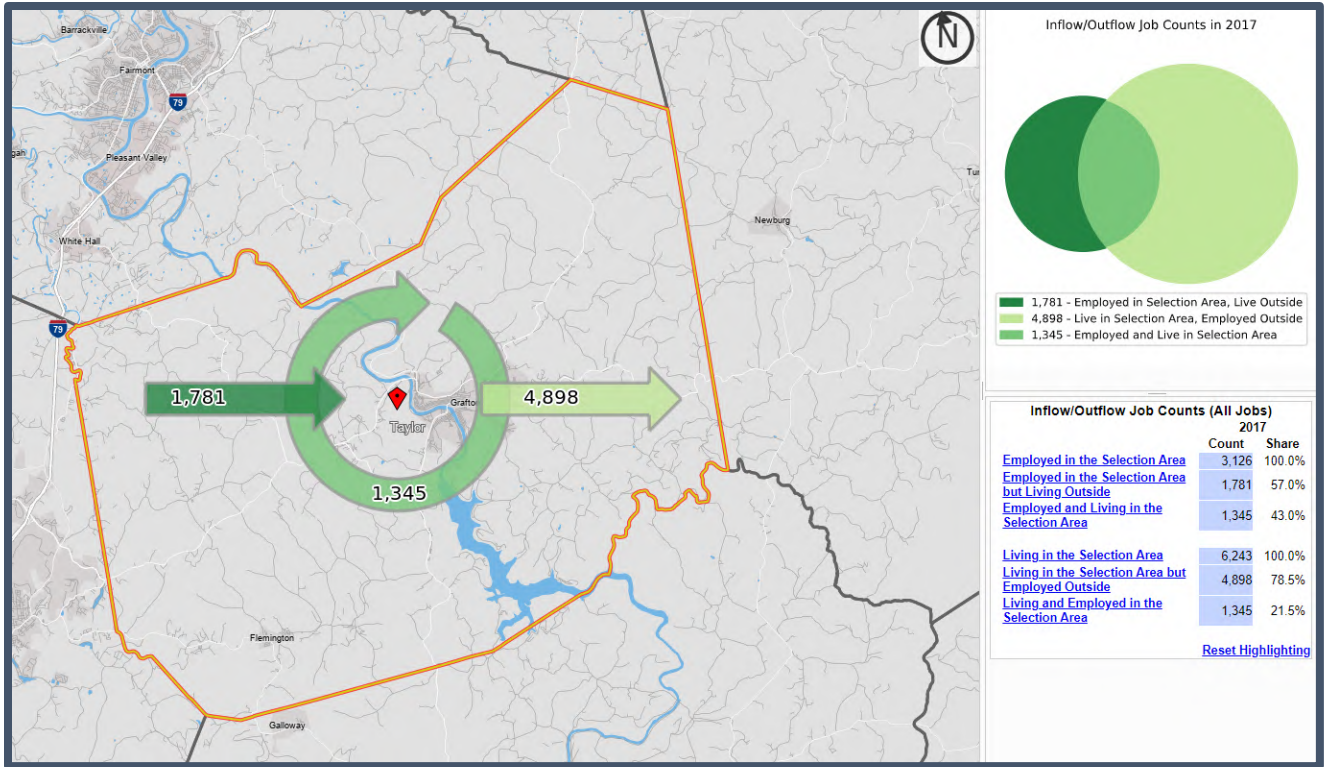 Barrackville
Fairmont
79
Pleasant Valley
White Hall
79
Newburg
1,781
4,898
Grafto
Taylor
1,345
Flemington
Galloway
N
Inflow/Outflow Job Counts in 2017
1,781 - Employed in Selection Area, Live Outside
4,898 - Live in Selection Area, Employed Outside
1,345 - Employed and Live in Selection Area
Inflow/Outflow Job Counts (All Jobs)
2017
Count Share
Employed in the Selection Area 3,126 100.0%
Employed in the Selection Area
but Living Outside 1,781 57.0%
Employed and Living in the
Selection Area 1,345 43.0%
Living in the Selection Area 6,243 100.0%
Living in the Selection Area but
Employed Outside 4,898 78.5%
Living and Employed in the
Selection Area 1,345 21.5%
Reset Highlighting